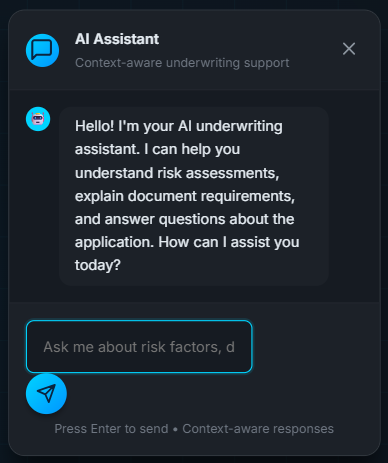 AI Assistant
Context-aware underwriting support
Hello! I'm your AI underwriting
assistant. I can help you
understand risk assessments,
explain document requirements,
and answer questions about the
application. How can I assist you
today?
Ask me about risk factors, d
Press Enter to send • Context-aware responses